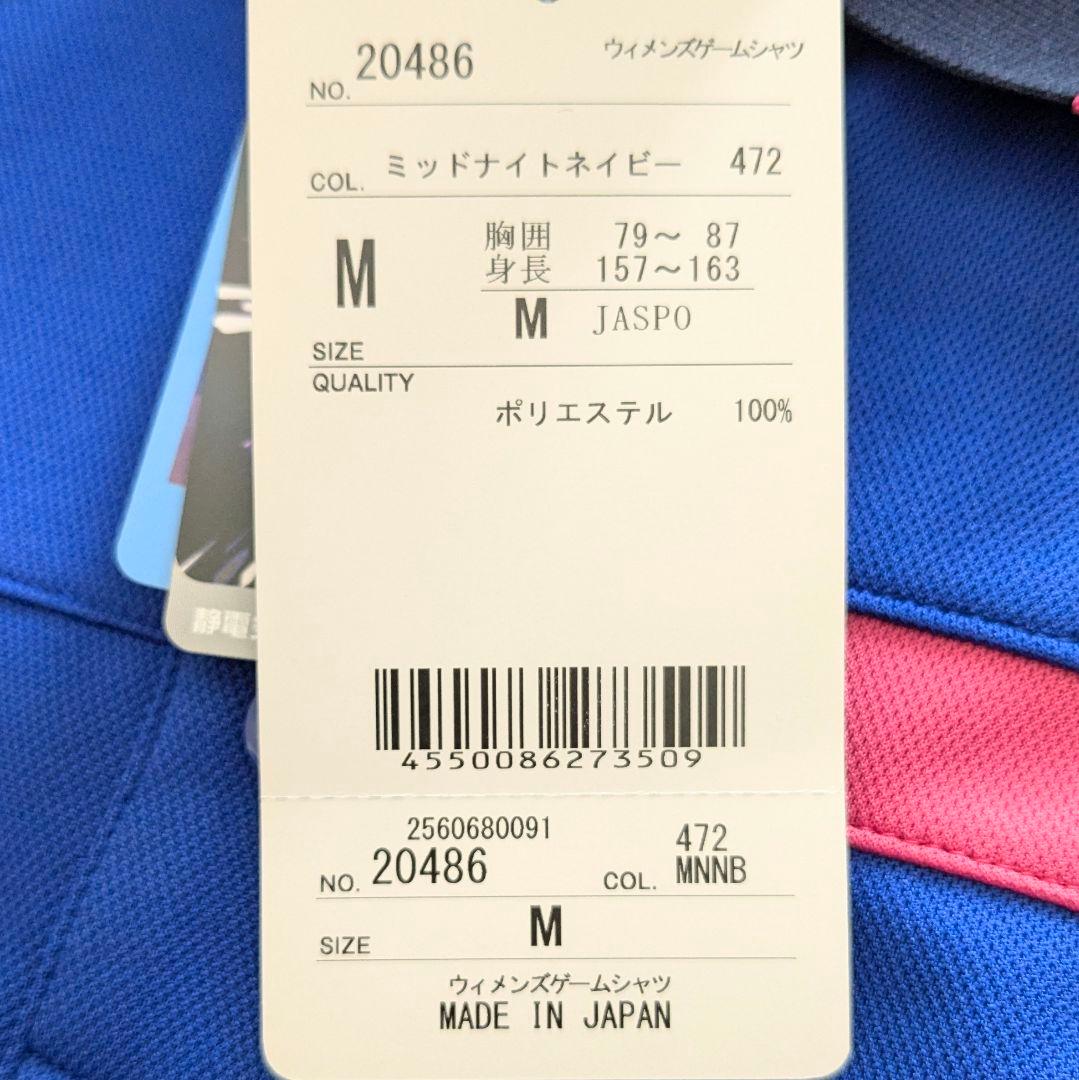 NO. 20486 ウィメンズゲームシャツ
COL. ミッドナイトネイビー 472
胸囲 79～ 87
身長 157～163
M
M JASPO
SIZE
QUALITY
ポリエステル 100%
静電
4550086273509
2560680091
472
NO. 20486 COL. MNNB
SIZE M
ウィメンズゲームシャツ
MADE IN JAPAN